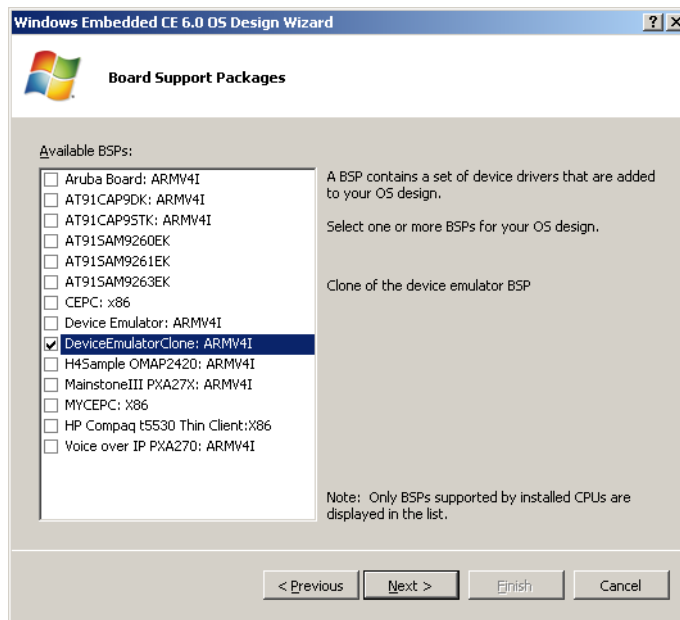 Windows Embedded CE 6.0 OS Design Wizard
Board Support Packages
Available BSPs:
Aruba Board: ARMV4I
AT91CAP9DK: ARMV4I
AT91CAP9STK: ARMV4I
AT91SAM9260EK
AT91SAM9261EK
AT91SAM9263EK
CEPC: x86
Device Emulator: ARMV4I
DeviceEmulatorClone: ARMV4I
H4Sample OMAP2420: ARMV4I
MainstoneIII PXA27X: ARMV4I
MYCEPC: X86
HP Compaq t5530 Thin Client:X86
Voice over IP PXA270: ARMV4I
A BSP contains a set of device drivers that are added
to your OS design.
Select one or more BSPs for your OS design.
Clone of the device emulator BSP
Note: Only BSPs supported by installed CPUs are
displayed in the list.
< Previous
Next >
Finish
Cancel